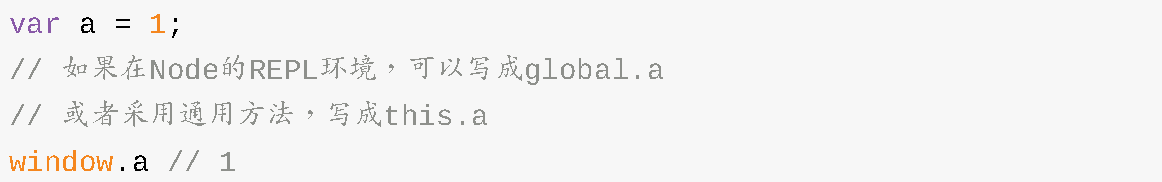 var a = 1;
// 如果在Node的REPL环境，可以写成global.a
// 或者采用通用方法，写成this.a
window.a // 1